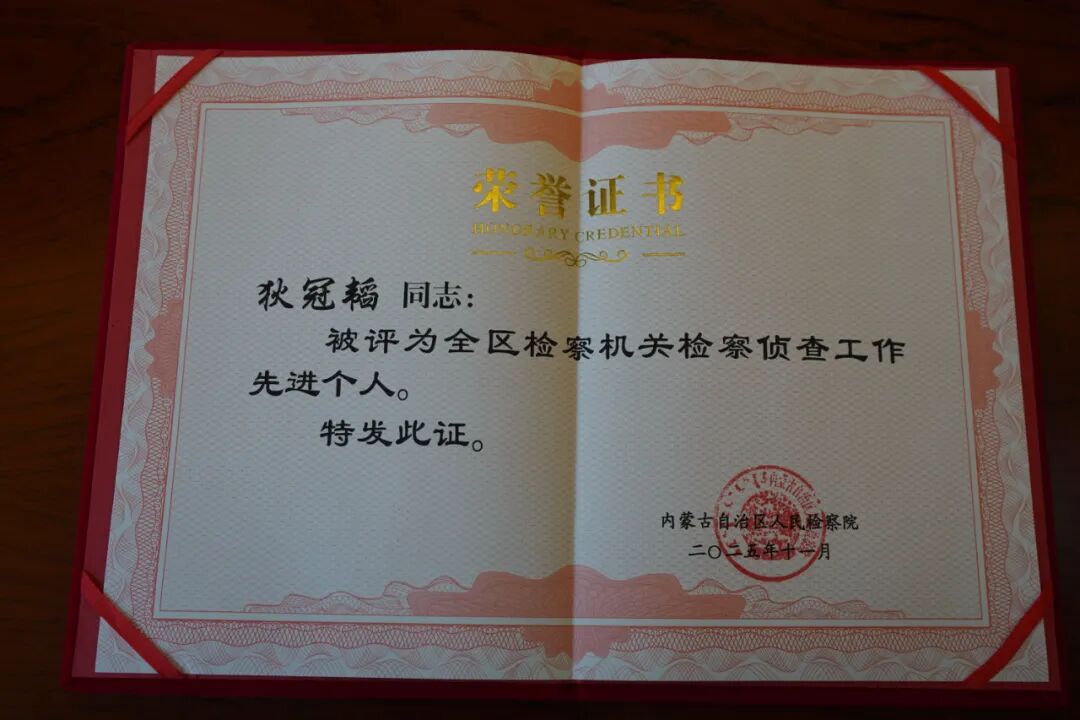 荣誉证书
HONORARY CREDENTIAL
狄冠韬 同志：
被评为全区检察机关检察侦查工作
先进个人。
特发此证。
内蒙古自治区人民检察院
二〇二五年十一月